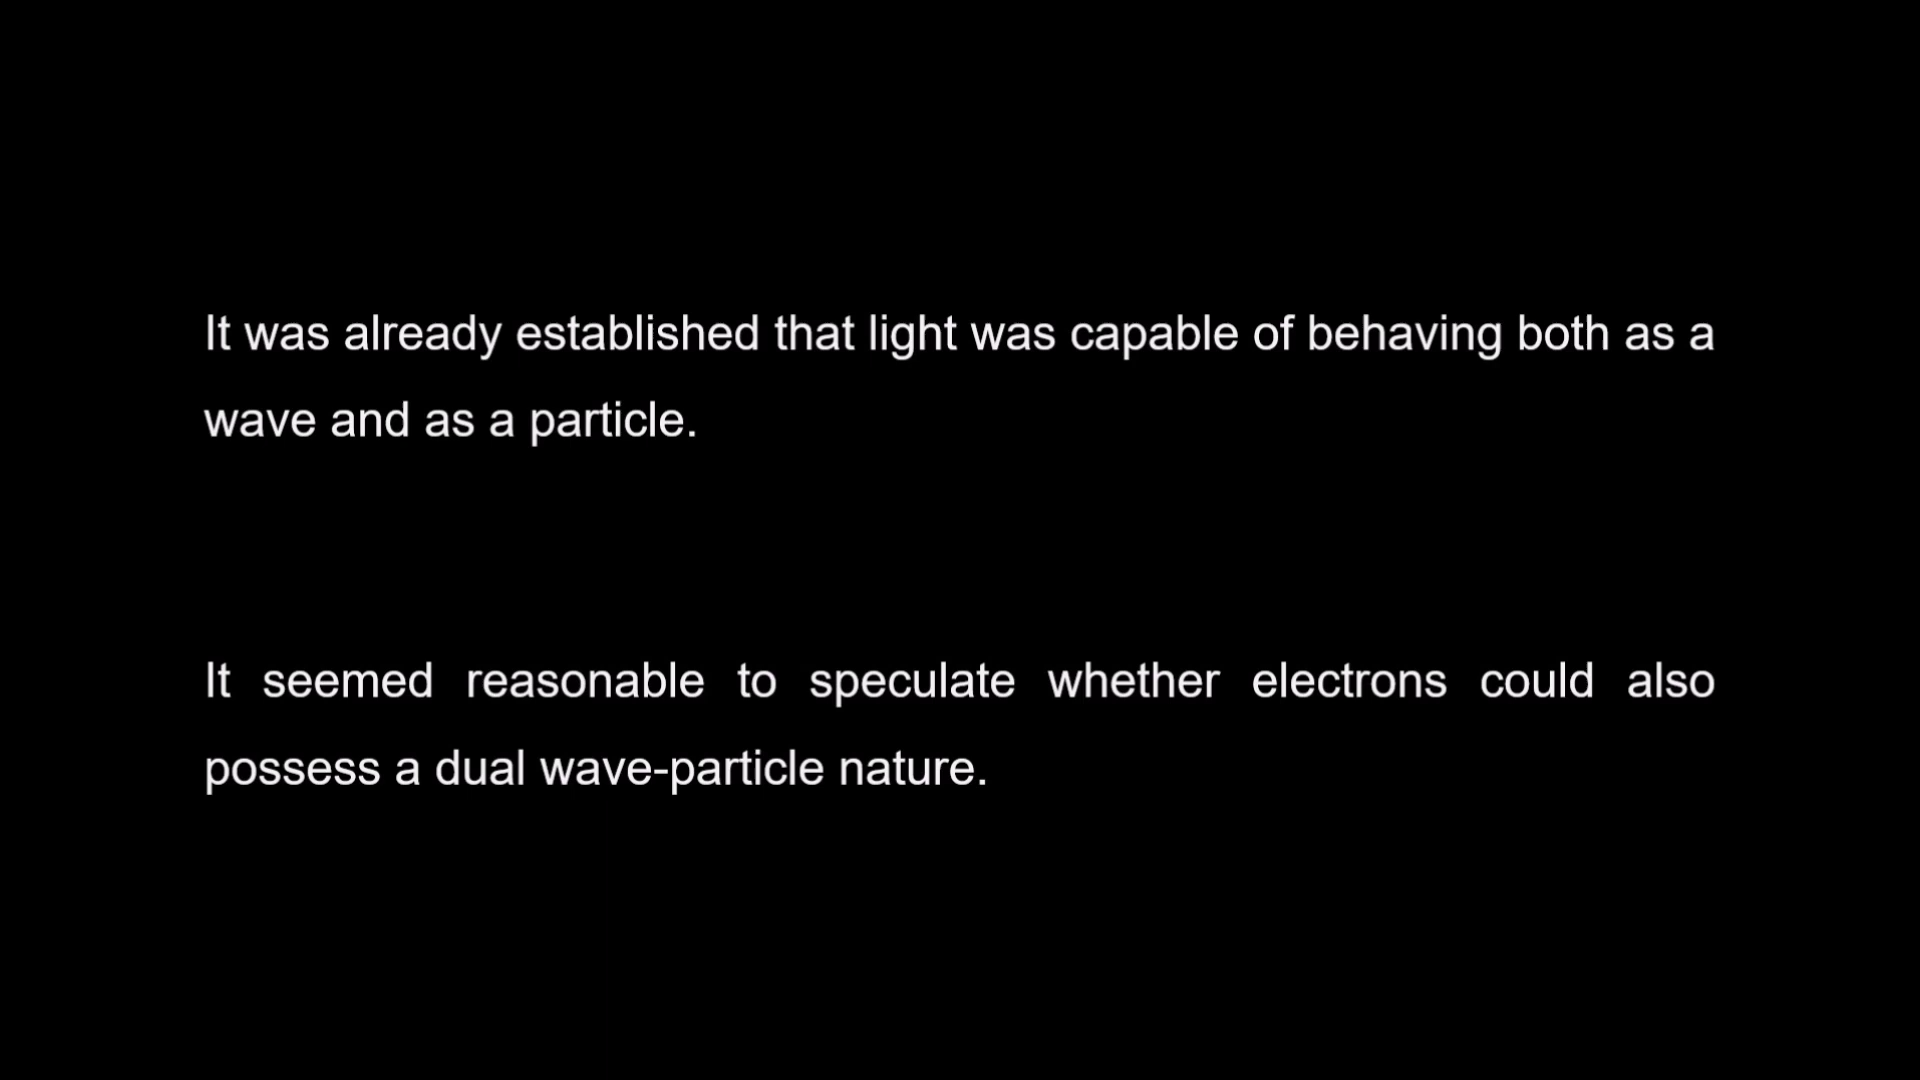 It was already established that light was capable of behaving both as a
wave and as a particle.
It seemed reasonable to speculate whether electrons could also
possess a dual wave-particle nature.